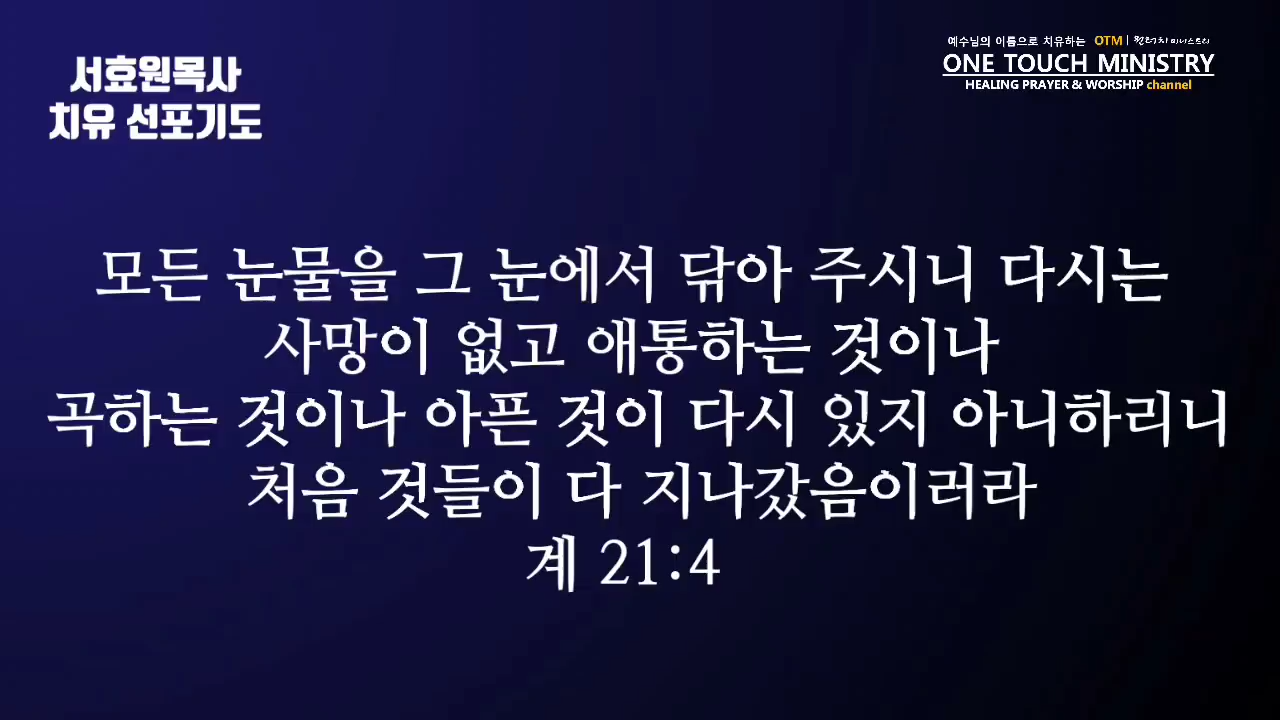 서효원목사
치유 선포기도
예수님의 이름으로 치유하는 OTM | 원터치 미니스트리
ONE TOUCH MINISTRY
HEALING PRAYER & WORSHIP channel
모든 눈물을 그 눈에서 닦아 주시니 다시는
사망이 없고 애통하는 것이나
곡하는 것이나 아픈 것이 다시 있지 아니하리니
처음 것들이 다 지나갔음이러라
계 21:4